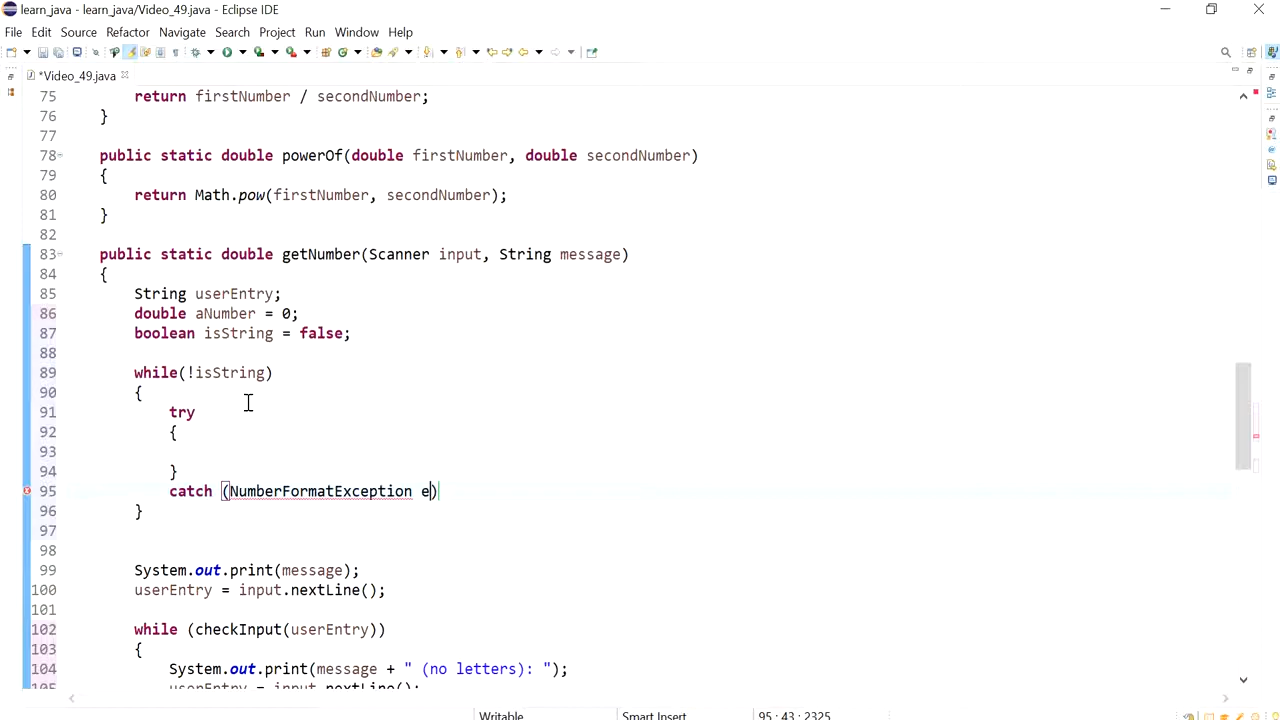 learn_java - learn_java/Video_49.java - Eclipse IDE
File Edit Source Refactor Navigate Search Project Run Window Help
*Video_49.java
75 return firstNumber / secondNumber;
76 }
77
78 public static double powerOf(double firstNumber, double secondNumber)
79 {
80 return Math.pow(firstNumber, secondNumber);
81 }
82
83 public static double getNumber(Scanner input, String message)
84 {
85 String userEntry;
86 double aNumber = 0;
87 boolean isString = false;
88
89 while(!isString)
90 {
91 try
92 {
93
94 }
95 catch (NumberFormatException e)
96 }
97
98
99 System.out.print(message);
100 userEntry = input.nextLine();
101
102 while (checkInput(userEntry))
103 {
104 System.out.print(message + " (no letters): ");
105 userEntry = input.nextLine();
Writable Smart Insert 95 : 43 : 2325